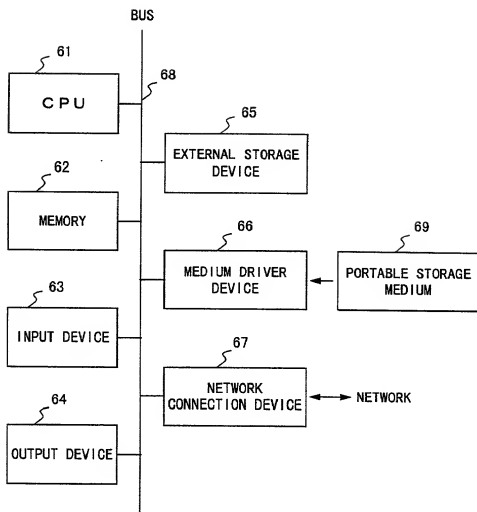 BUS
61
CPU
68
65
EXTERNAL STORAGE
DEVICE
62
MEMORY
66
MEDIUM DRIVER
DEVICE
69
PORTABLE STORAGE
MEDIUM
63
INPUT DEVICE
67
NETWORK
CONNECTION DEVICE
NETWORK
64
OUTPUT DEVICE